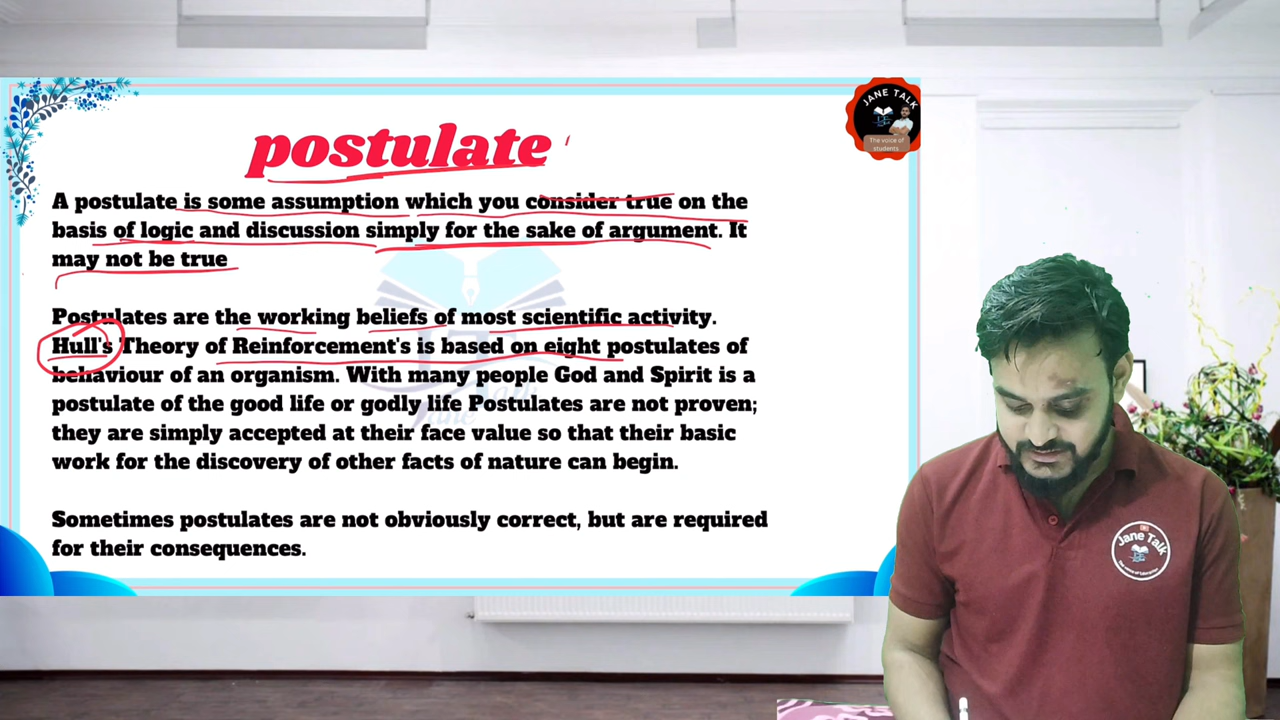 JANE TALK
The voice of
students
postulate
A postulate is some assumption which you consider true on the
basis of logic and discussion simply for the sake of argument. It
may not be true
Postulates are the working beliefs of most scientific activity.
Hull's Theory of Reinforcement's is based on eight postulates of
behaviour of an organism. With many people God and Spirit is a
postulate of the good life or godly life Postulates are not proven;
they are simply accepted at their face value so that their basic
work for the discovery of other facts of nature can begin.
Sometimes postulates are not obviously correct, but are required
for their consequences.
Jane Talk